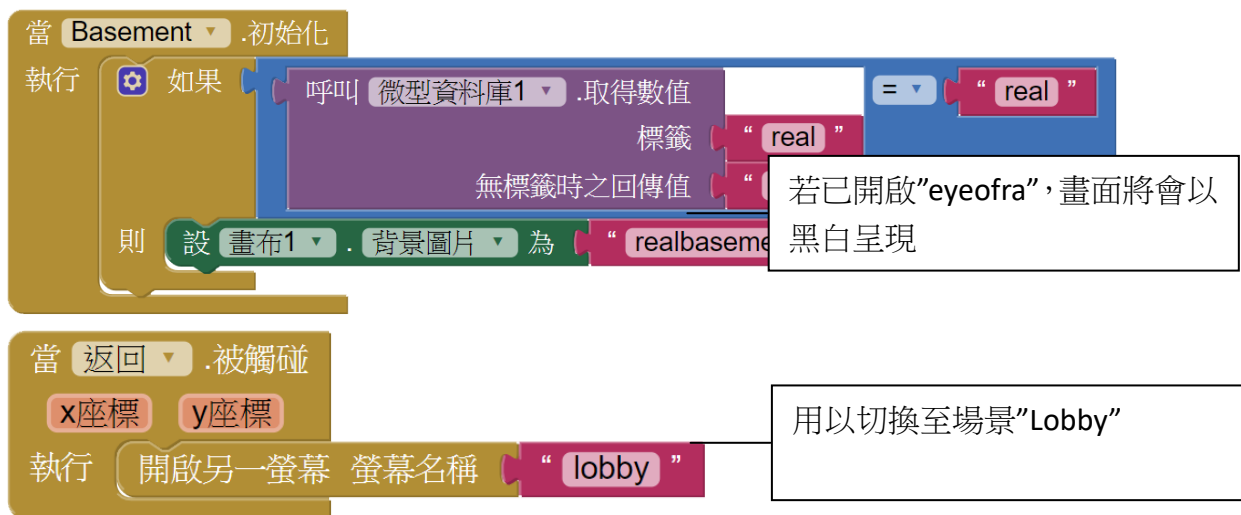 當 Basement .初始化
執行 如果 呼叫 微型資料庫1 .取得數值 = “ real ”
標籤 “ real ”
無標籤時之回傳值 “
則 設 畫布1 . 背景圖片 為 “ realbaseme
若已開啟”eyeofra”,畫面將會以
黑白呈現
當 返回 .被觸碰
x座標 y座標
執行 開啟另一螢幕 螢幕名稱 “ lobby ”
用以切換至場景”Lobby”